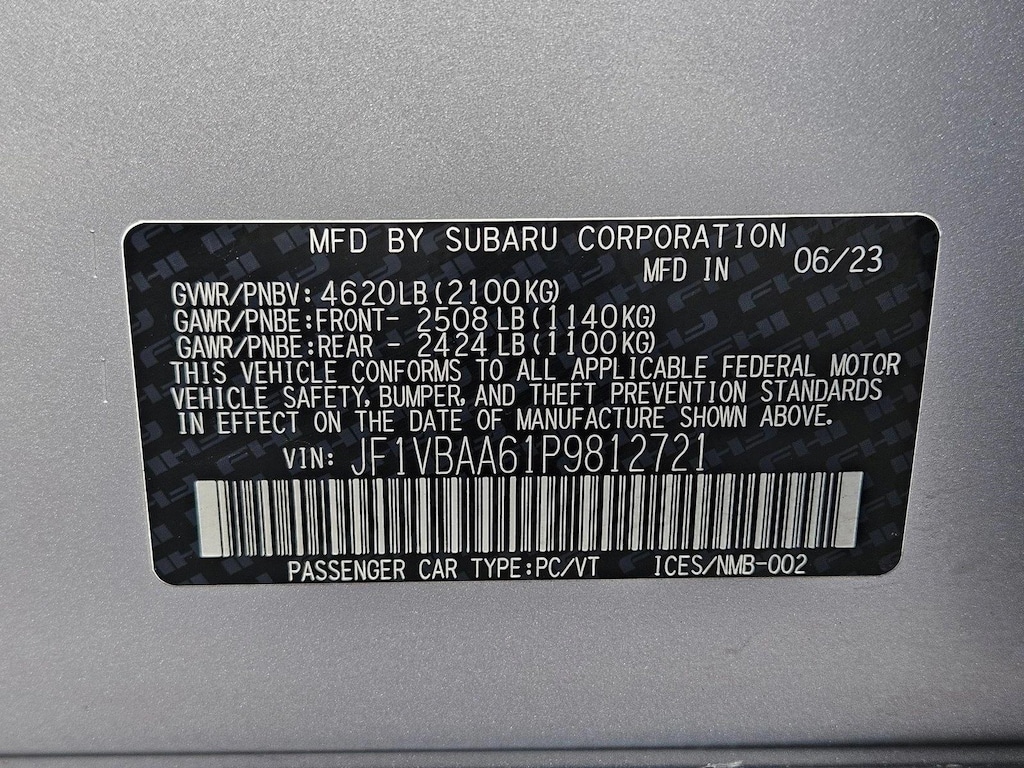 MFD BY SUBARU CORPORATION
MFD IN 06/23
GVWR/PNBV: 4620LB(2100KG)
GAWR/PNBE:FRONT- 2508LB(1140KG)
GAWR/PNBE:REAR - 2424LB(1100KG)
THIS VEHICLE CONFORMS TO ALL APPLICABLE FEDERAL MOTOR
VEHICLE SAFETY, BUMPER, AND THEFT PREVENTION STANDARDS
IN EFFECT ON THE DATE OF MANUFACTURE SHOWN ABOVE.
VIN: JF1VBAA61P9812721
PASSENGER CAR TYPE:PC/VT ICES/NMB-002